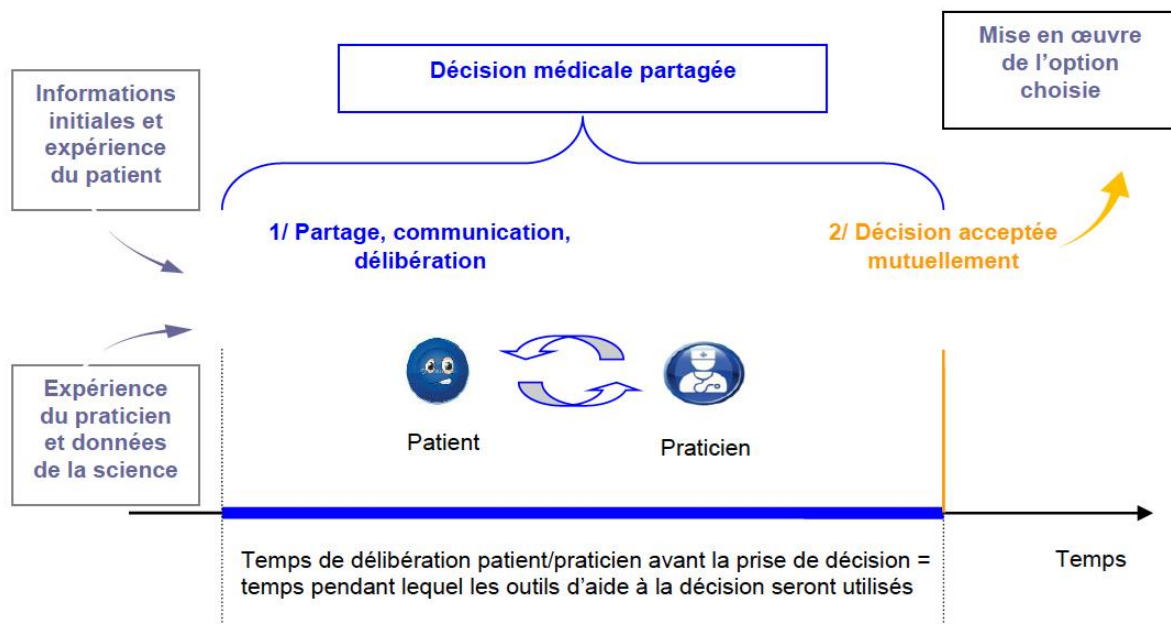 Décision médicale partagée
Mise en œuvre
de l’option
choisie
Informations
initiales et
expérience
du patient
1/ Partage, communication,
délibération
2/ Décision acceptée
mutuellement
Expérience
du praticien
et données
de la science
Patient
Praticien
Temps de délibération patient/praticien avant la prise de décision =
temps pendant lequel les outils d’aide à la décision seront utilisés
Temps